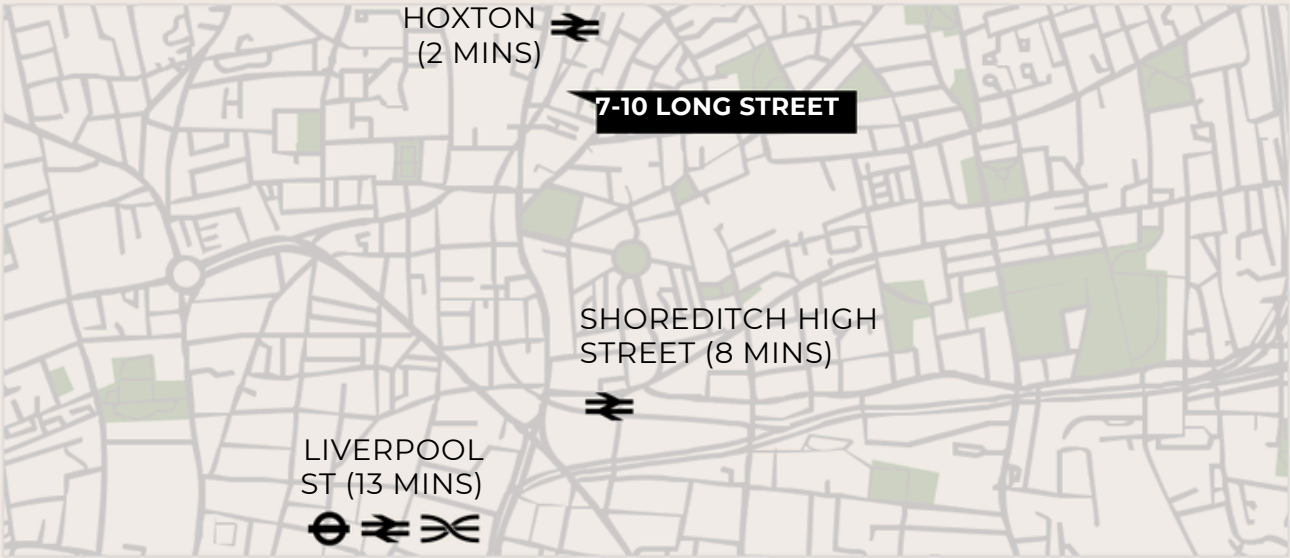 HOXTON
(2 MINS)
7-10 LONG STREET
SHOREDITCH HIGH
STREET (8 MINS)
LIVERPOOL
ST (13 MINS)